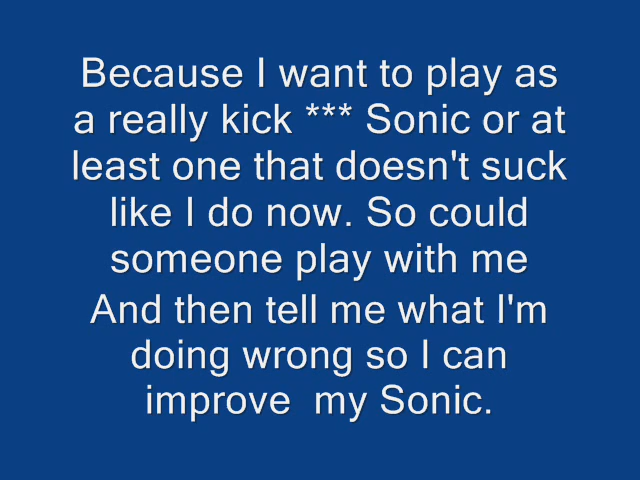 Because I want to play as
a really kick *** Sonic or at
least one that doesn't suck
like I do now. So could
someone play with me
And then tell me what I'm
doing wrong so I can
improve  my Sonic.